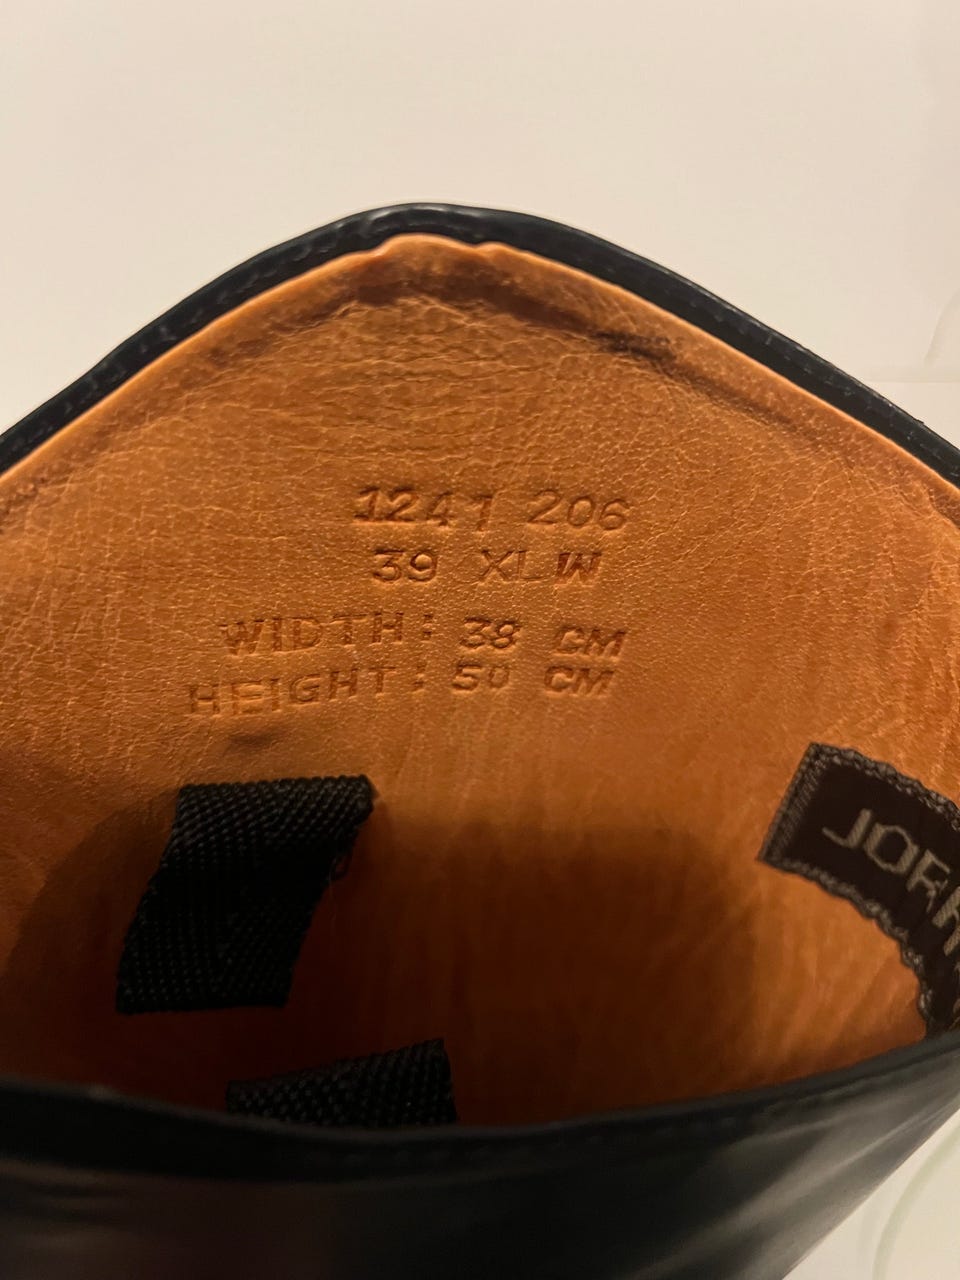 1241 206
39 XLW
WIDTH: 38 CM
HEIGHT: 50 CM